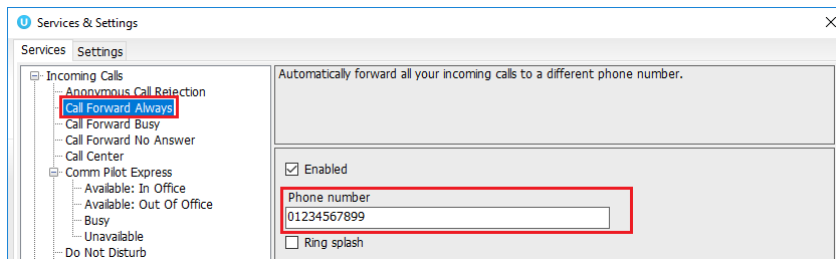 Services & Settings
Services Settings
Incoming Calls
Anonymous Call Rejection
Call Forward Always
Call Forward Busy
Call Forward No Answer
Call Center
Comm Pilot Express
Available: In Office
Available: Out Of Office
Busy
Unavailable
Do Not Disturb
Automatically forward all your incoming calls to a different phone number.
Enabled
Phone number
01234567899
Ring splash